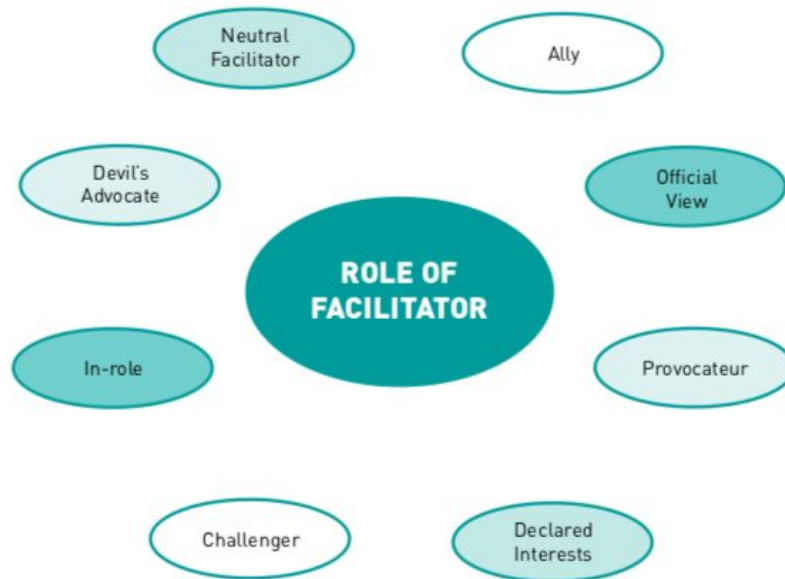 Neutral
Facilitator
Ally
Devil's
Advocate
Official
View
ROLE OF
FACILITATOR
In-role
Provocateur
Challenger
Declared
Interests